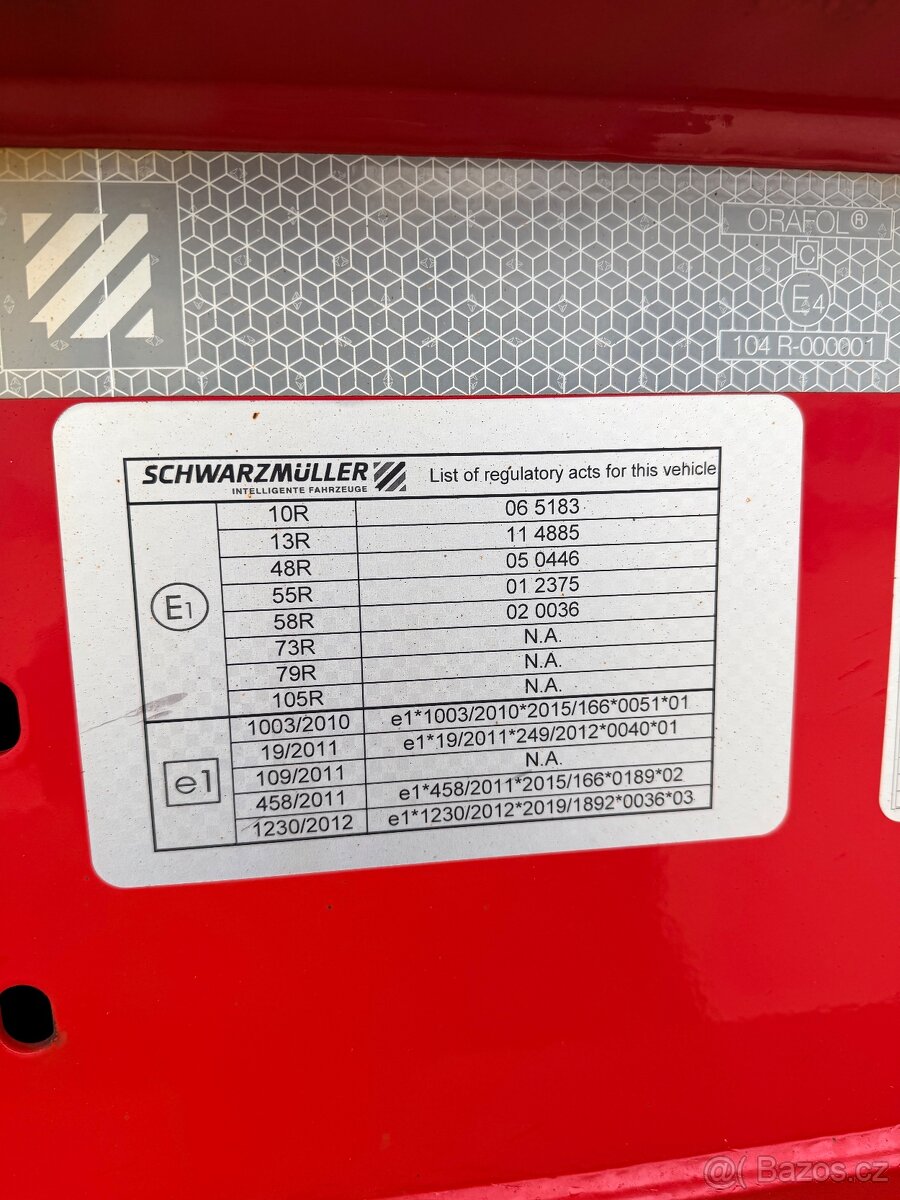 ORAFOL®
C
E4
104 R-000001
SCHWARZMÜLLER
INTELLIGENTE FAHRZEUGE
List of regulatory acts for this vehicle
E1
10R 06 5183
13R 11 4885
48R 05 0446
55R 01 2375
58R 02 0036
73R N.A.
79R N.A.
105R N.A.
e1
1003/2010 e1*1003/2010*2015/166*0051*01
19/2011 e1*19/2011*249/2012*0040*01
109/2011 N.A.
458/2011 e1*458/2011*2015/166*0189*02
1230/2012 e1*1230/2012*2019/1892*0036*03
@( Bazos.cz